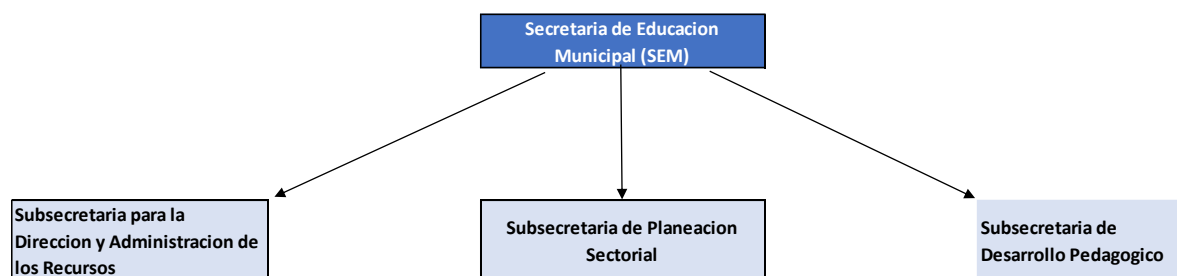 Secretaria de Educacion
Municipal (SEM)
Subsecretaria para la
Direccion y Administracion de
los Recursos
Subsecretaria de Planeacion
Sectorial
Subsecretaria de
Desarrollo Pedagogico